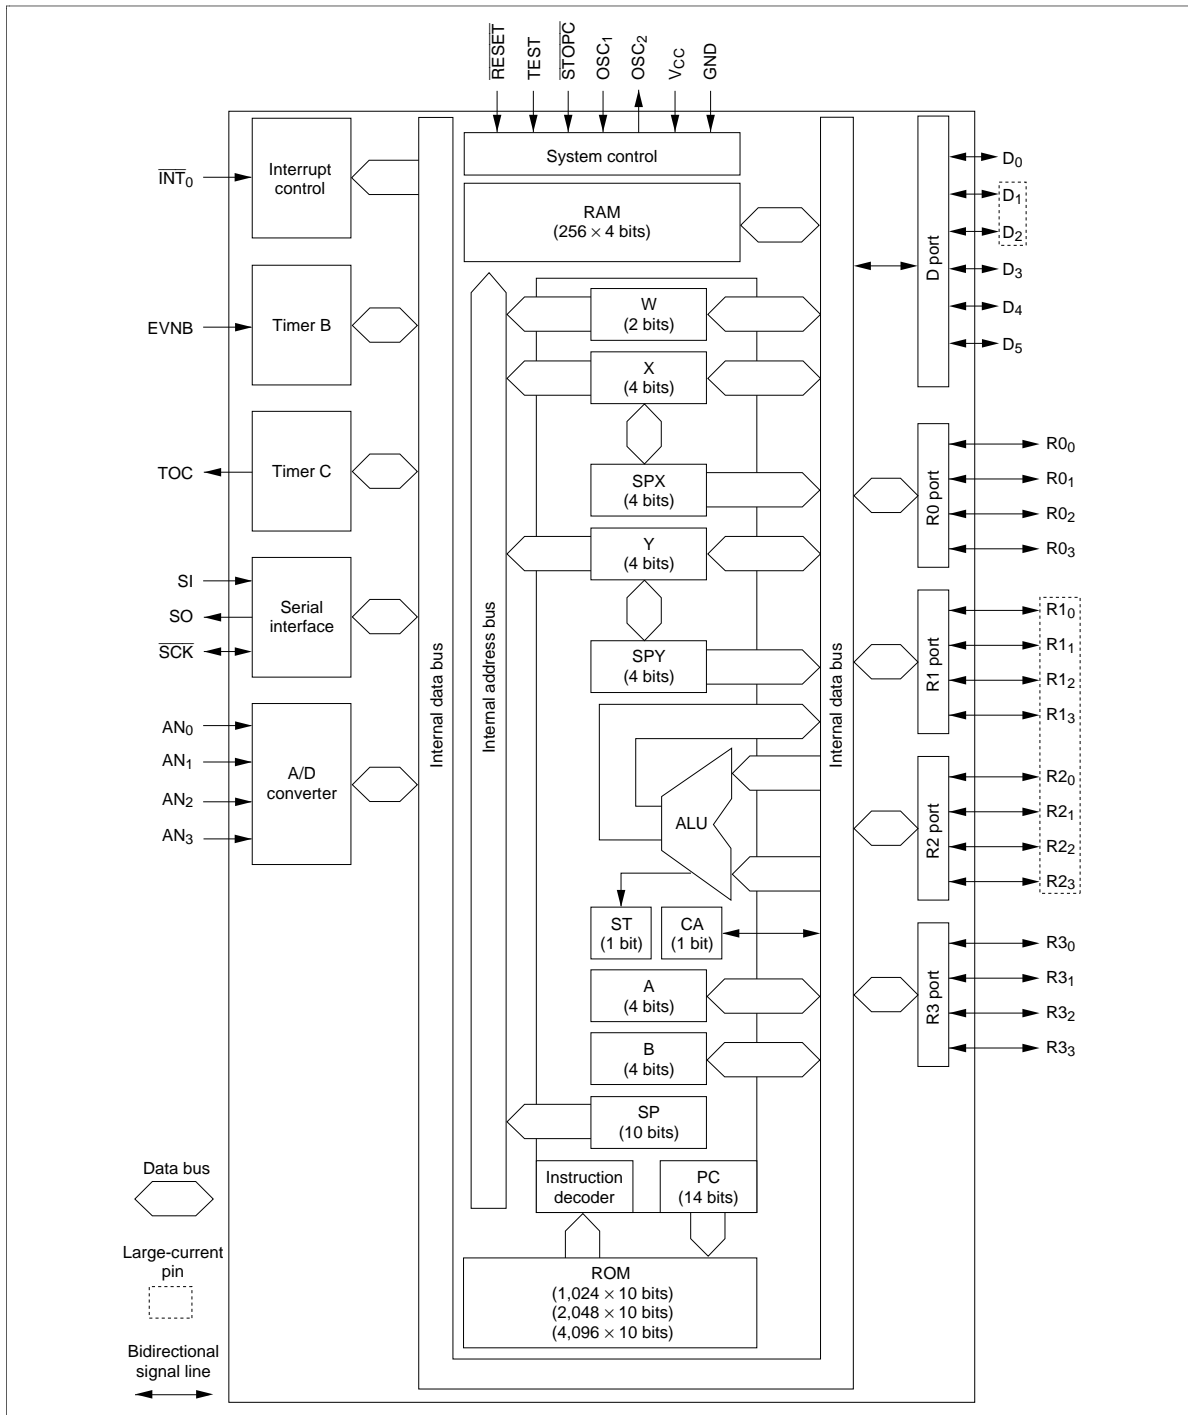 RESET
TEST
STOPC
OSC1
OSC2
VCC
GND
System control
RAM
(256 × 4 bits)
INT0
Interrupt
control
EVNB
Timer B
TOC
Timer C
SI
SO
SCK
Serial
interface
AN0
AN1
AN2
AN3
A/D
converter
Internal data bus
Internal address bus
W
(2 bits)
X
(4 bits)
SPX
(4 bits)
Y
(4 bits)
SPY
(4 bits)
ALU
ST
(1 bit)
CA
(1 bit)
A
(4 bits)
B
(4 bits)
SP
(10 bits)
Instruction
decoder
PC
(14 bits)
ROM
(1,024 × 10 bits)
(2,048 × 10 bits)
(4,096 × 10 bits)
Internal data bus
D port
D0
D1
D2
D3
D4
D5
R0 port
R00
R01
R02
R03
R1 port
R10
R11
R12
R13
R2 port
R20
R21
R22
R23
R3 port
R30
R31
R32
R33
Data bus
Large-current
pin
Bidirectional
signal line